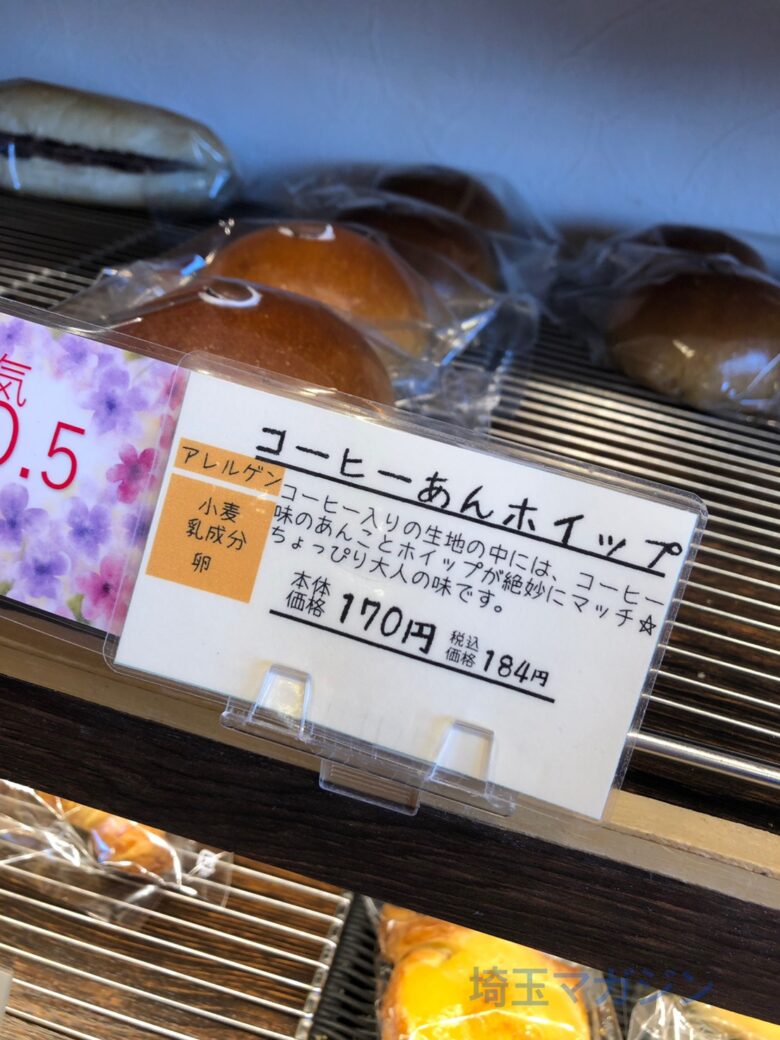 気
.5
コーヒーあんホイップ
アレルゲン
小麦
乳成分
卵
コーヒー入りの生地の中には、コーヒー
味のあんことホイップが絶妙にマッチ☆
ちょっぴり大人の味です。
本体
価格 170円 税込
価格 184円
埼玉マガジン